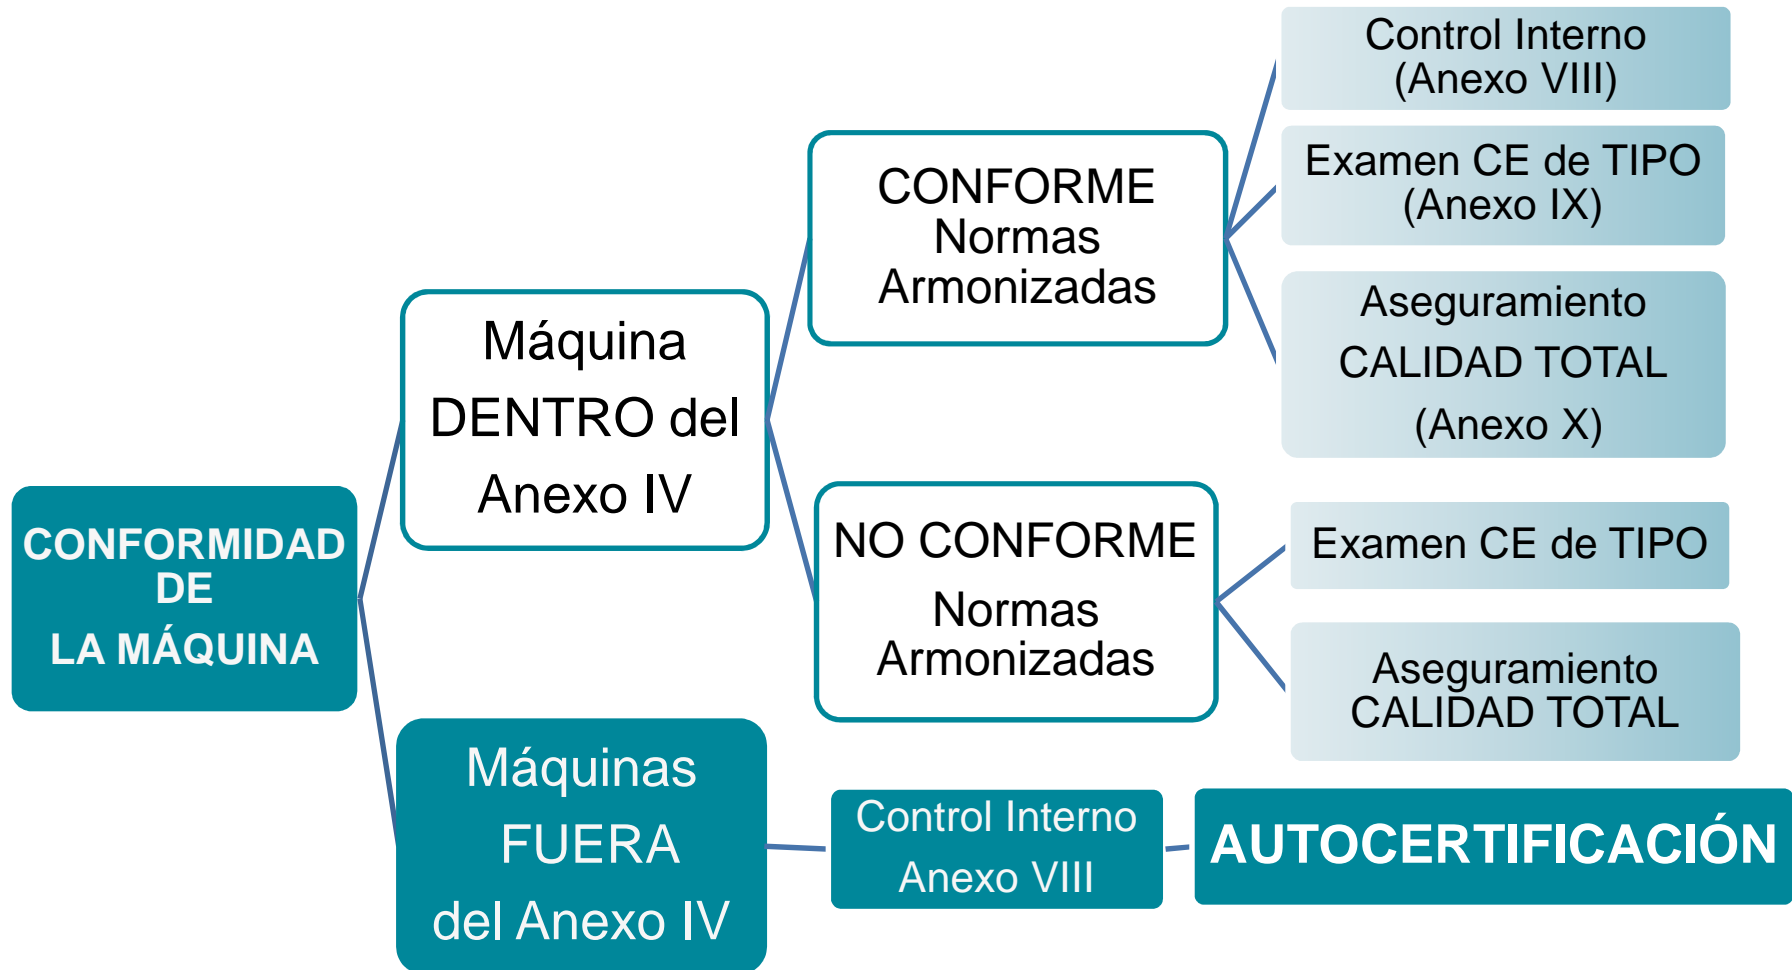 CONFORMIDAD
DE
LA MÁQUINA
Máquina
DENTRO del
Anexo IV
CONFORME
Normas
Armonizadas
Control Interno
(Anexo VIII)
Examen CE de TIPO
(Anexo IX)
Aseguramiento
CALIDAD TOTAL
(Anexo X)
NO CONFORME
Normas
Armonizadas
Examen CE de TIPO
Aseguramiento
CALIDAD TOTAL
Máquinas
FUERA
del Anexo IV
Control Interno
Anexo VIII
AUTOCERTIFICACIÓN